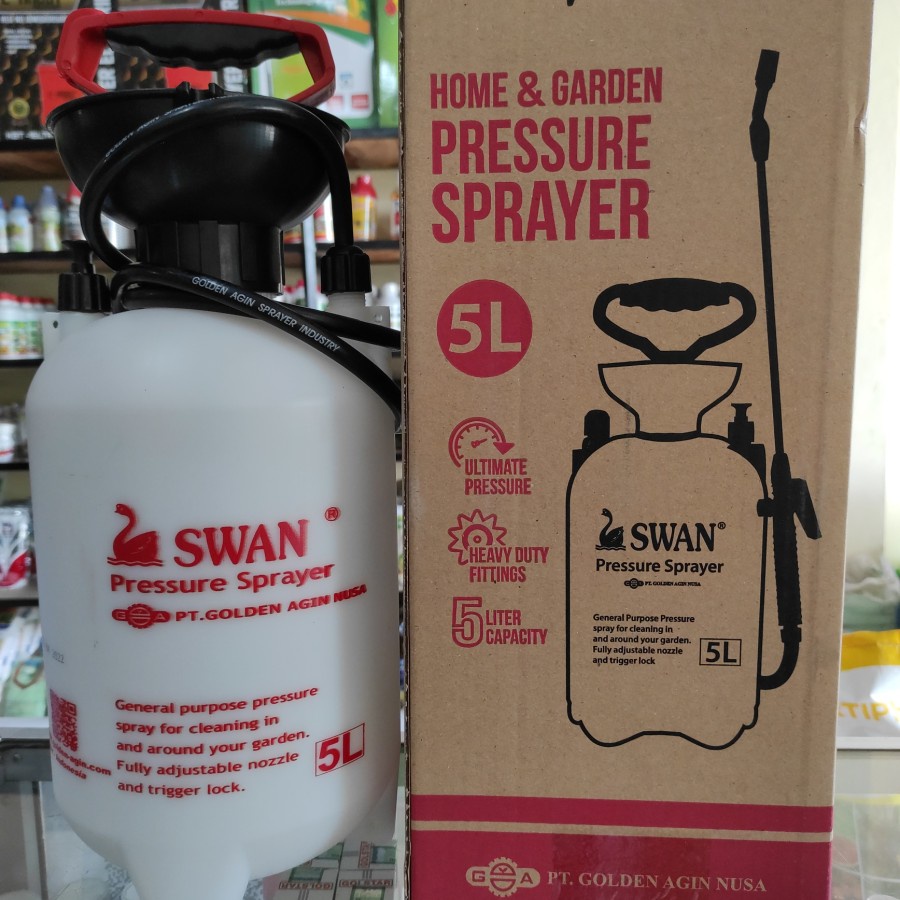 GOLDEN AGIN SPRAYER INDUSTRY
SWAN ®
Pressure Sprayer
PT.GOLDEN AGIN NUSA
2022
General purpose pressure
spray for cleaning in
and around your garden.
Fully adjustable nozzle
and trigger lock.
5L
Indonesia
HOME & GARDEN
PRESSURE
SPRAYER
5L
ULTIMATE
PRESSURE
HEAVY DUTY
FITTINGS
5 LITER
CAPACITY
SWAN®
Pressure Sprayer
PT. GOLDEN AGIN NUSA
General Purpose Pressure
spray for cleaning in
and around your garden.
Fully adjustable nozzle
and trigger lock
5L
GA PT. GOLDEN AGIN NUSA